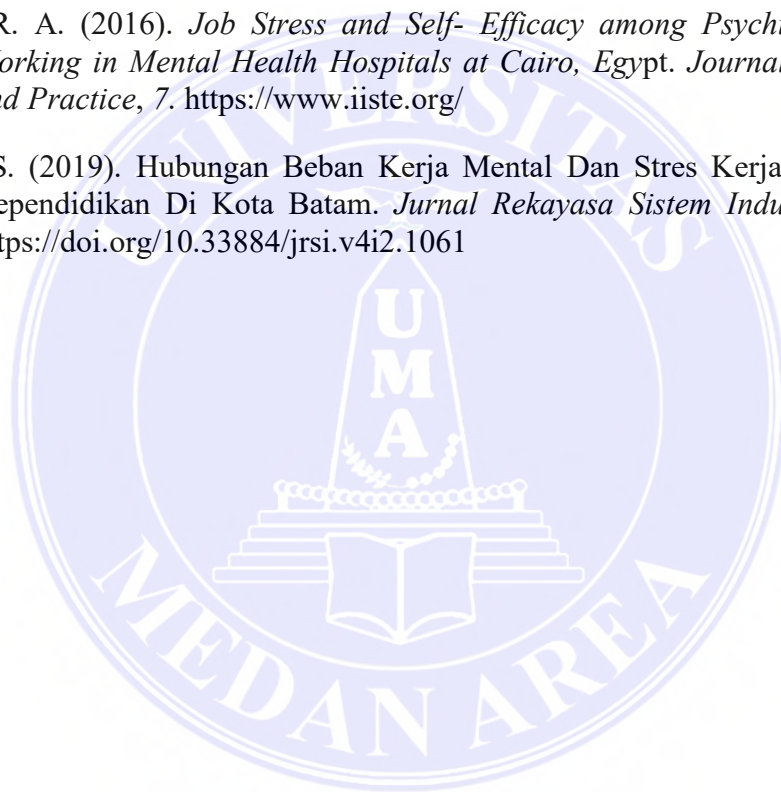 R. A. (2016). Job Stress and Self- Efficacy among Psychi
orking in Mental Health Hospitals at Cairo, Egypt. Journal
nd Practice, 7. https://www.iiste.org/
S. (2019). Hubungan Beban Kerja Mental Dan Stres Kerja
ependidikan Di Kota Batam. Jurnal Rekayasa Sistem Indu
ttps://doi.org/10.33884/jrsi.v4i2.1061
UNIVERSITAS
U
M
A
MEDAN AREA